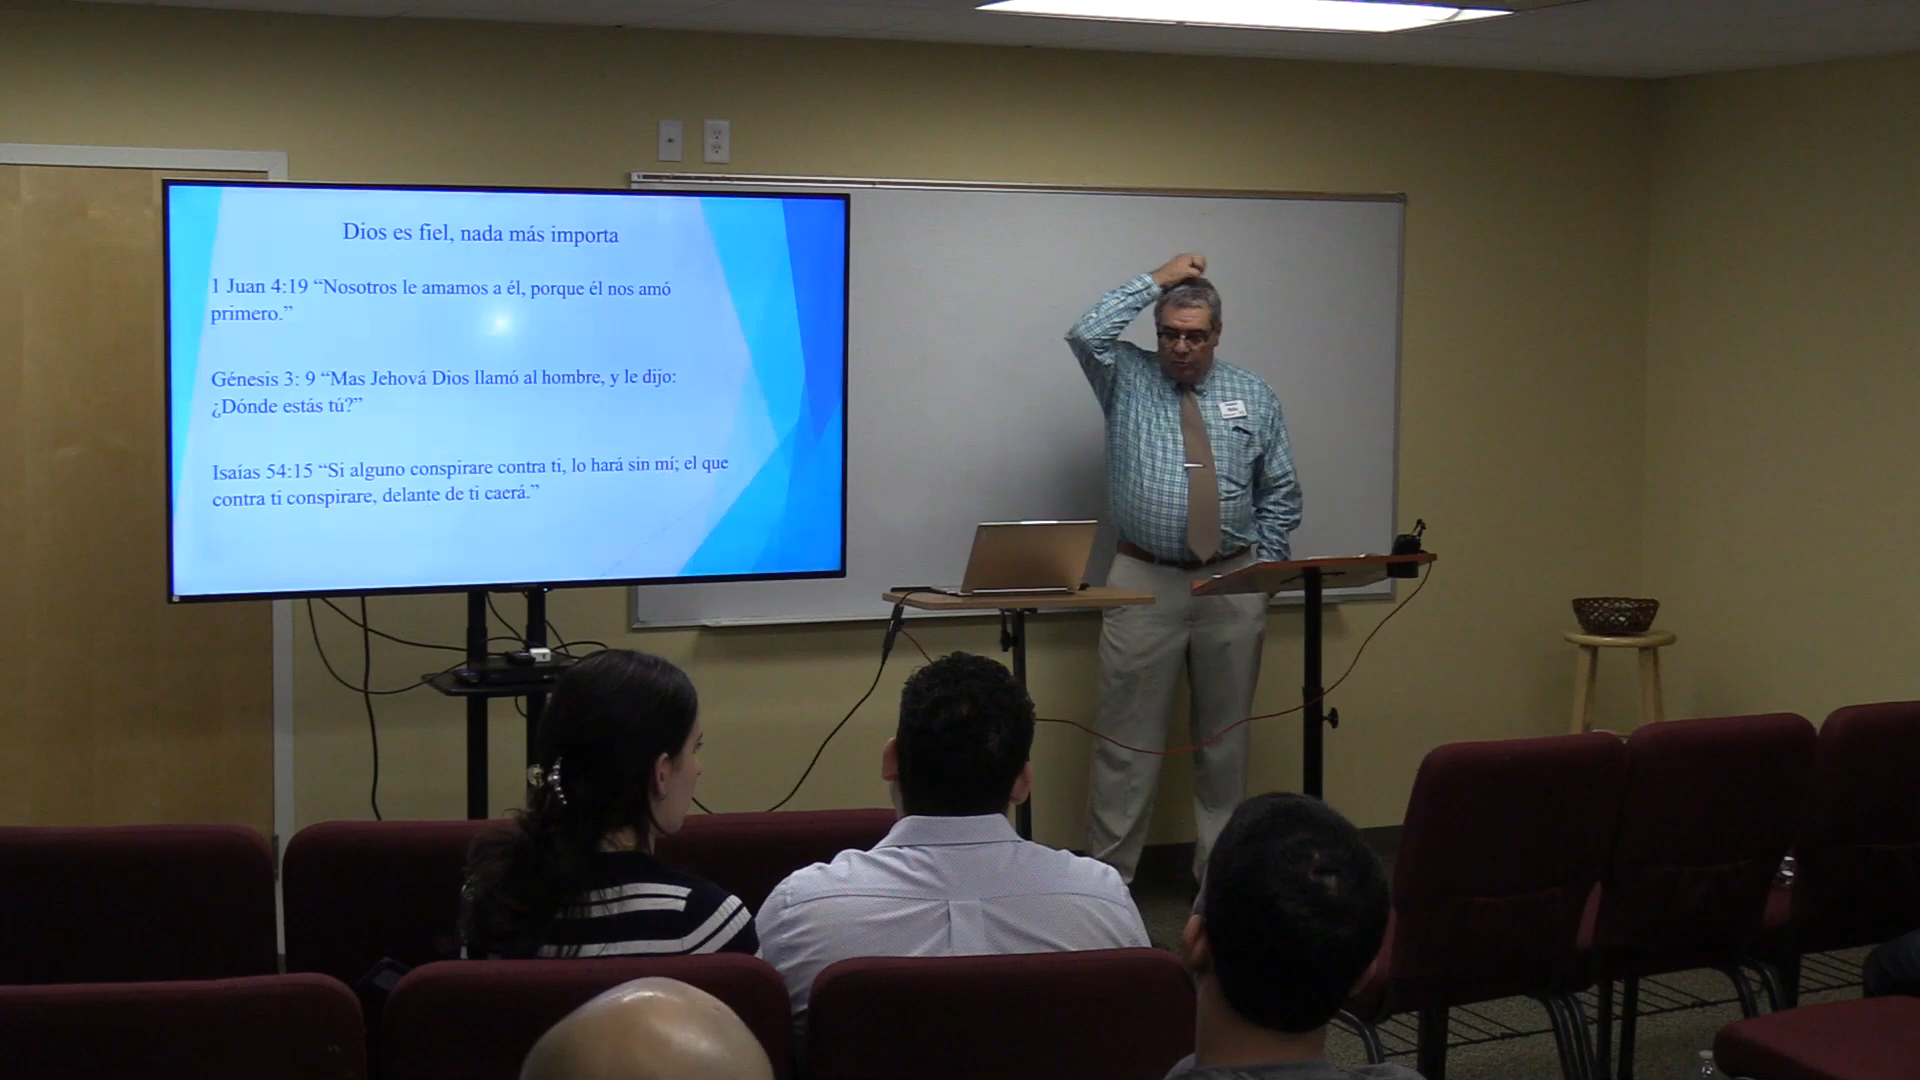 Dios es fiel, nada más importa
1 Juan 4:19 “Nosotros le amamos a él, porque él nos amó
primero.”
Génesis 3: 9 “Mas Jehová Dios llamó al hombre, y le dijo:
¿Dónde estás tú?”
Isaías 54:15 “Si alguno conspirare contra ti, lo hará sin mí; el que
contra ti conspirare, delante de ti caerá.”